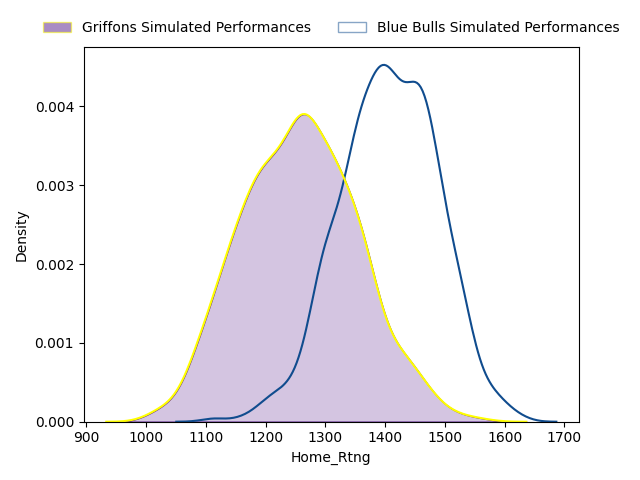 Griffons Simulated Performances
Blue Bulls Simulated Performances
Density
0.004
0.003
0.002
0.001
0.000
900 1000 1100 1200 1300 1400 1500 1600 1700
Home_Rtng